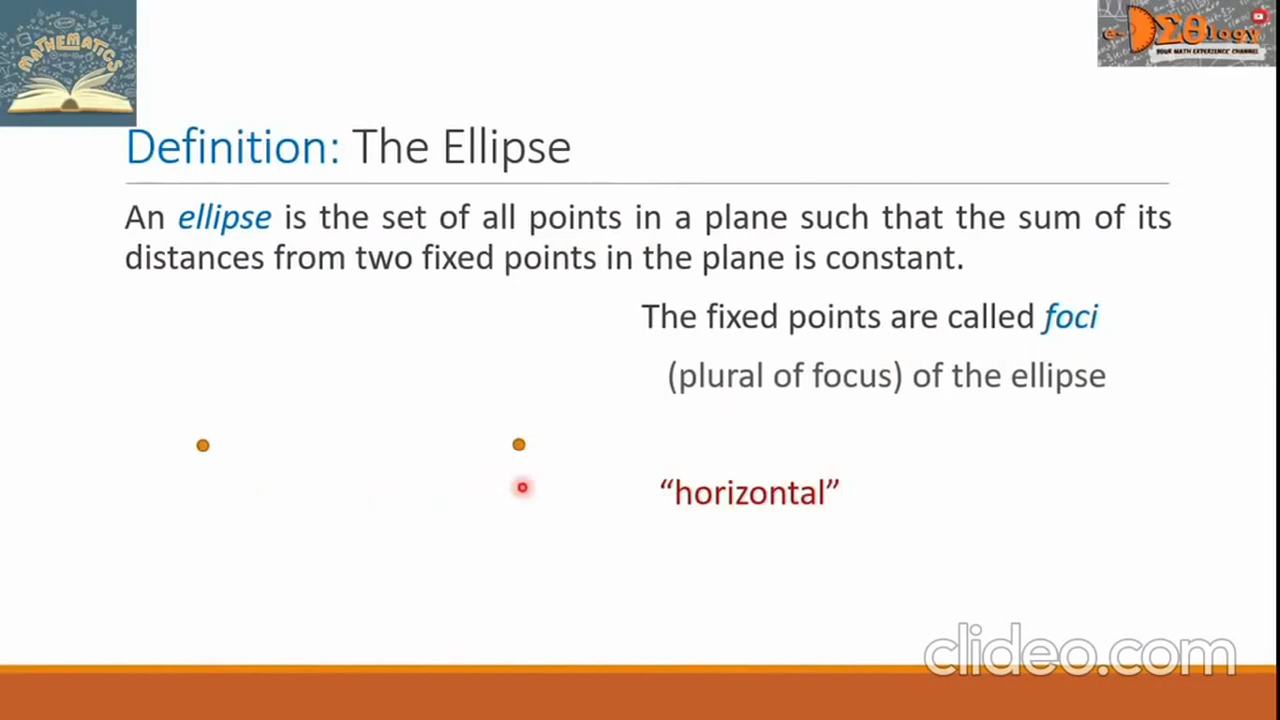 MATHEMATICS
e-DΣθlogy
YOUR MATH EXPERIENCE CHANNEL
Definition: The Ellipse
An ellipse is the set of all points in a plane such that the sum of its
distances from two fixed points in the plane is constant.
The fixed points are called foci
(plural of focus) of the ellipse
“horizontal”
clideo.com